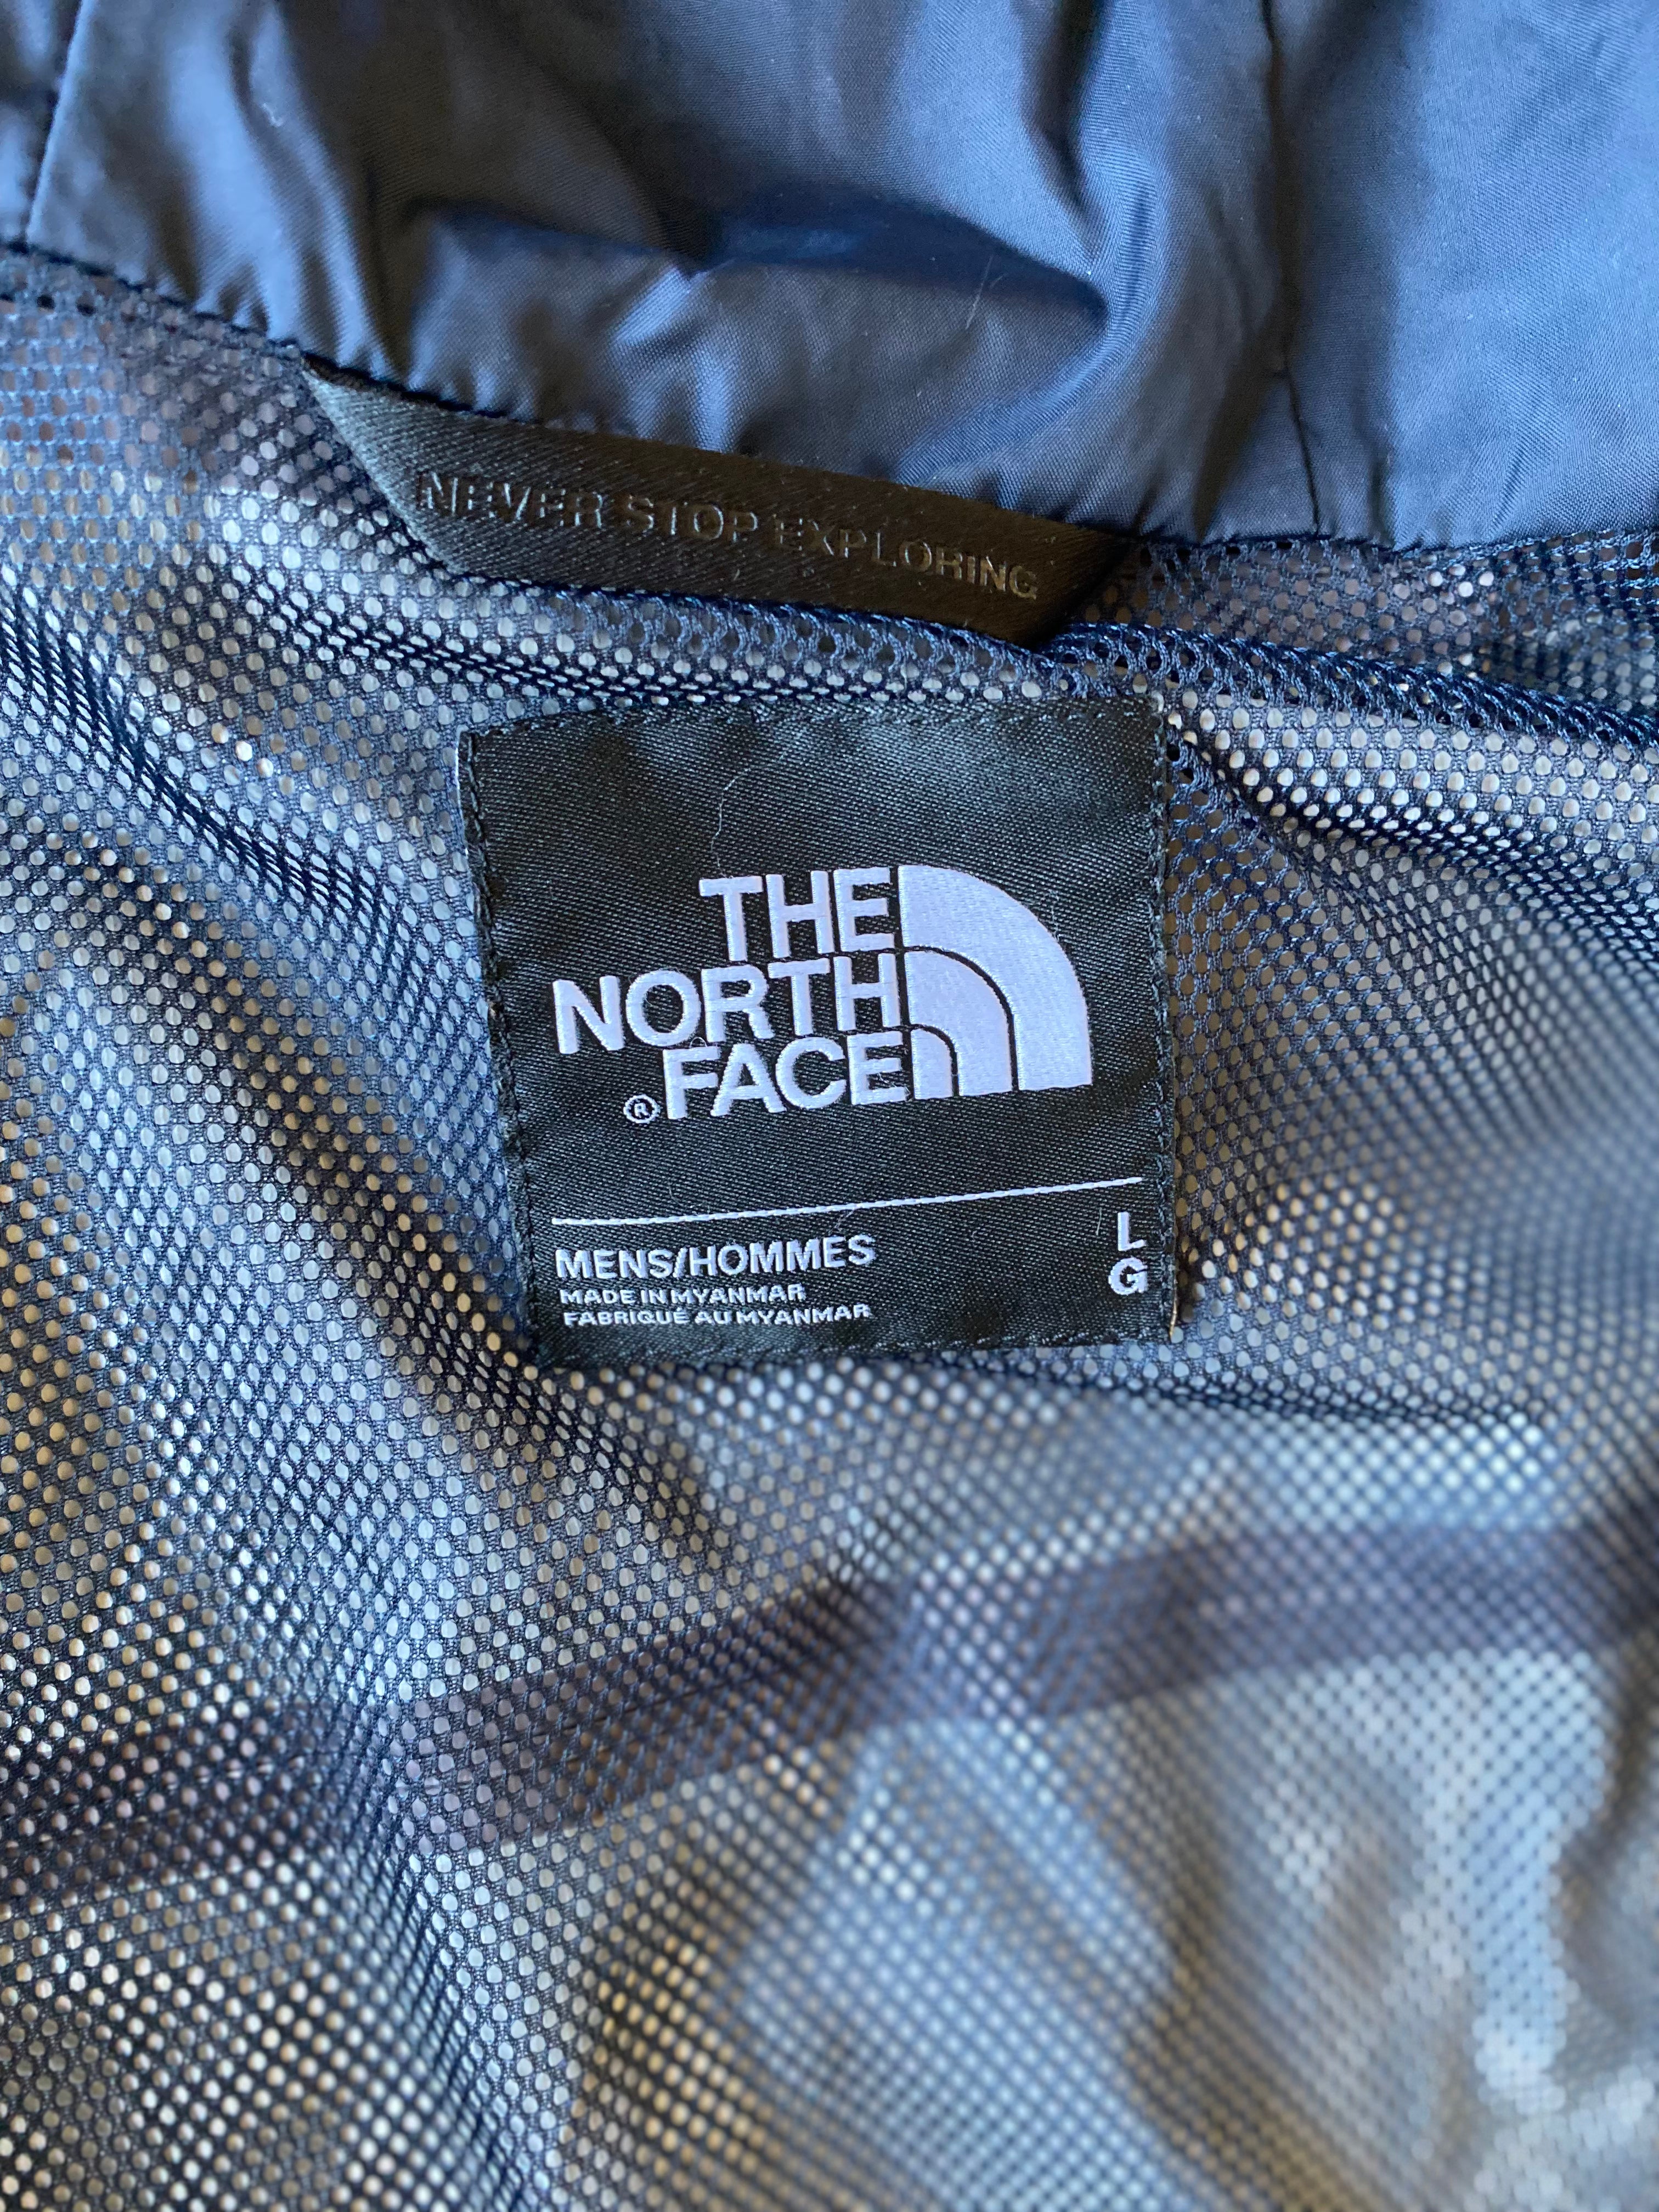 NEVER STOP EXPLORING
THE
NORTH
FACE
®
MENS/HOMMES
MADE IN MYANMAR
FABRIQUÉ AU MYANMAR
L
G